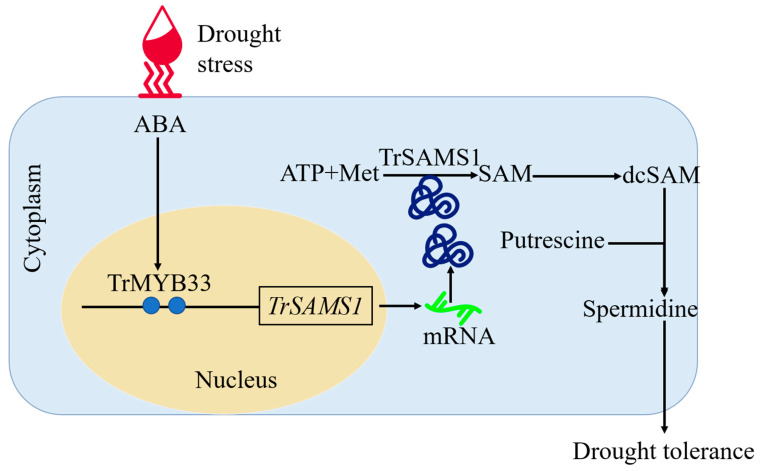 Drought
stress
ABA
Cytoplasm
TrSAMS1
ATP+Met
SAM
dcSAM
Putrescine
TrMYB33
TrSAMS1
mRNA
Spermidine
Nucleus
Drought tolerance